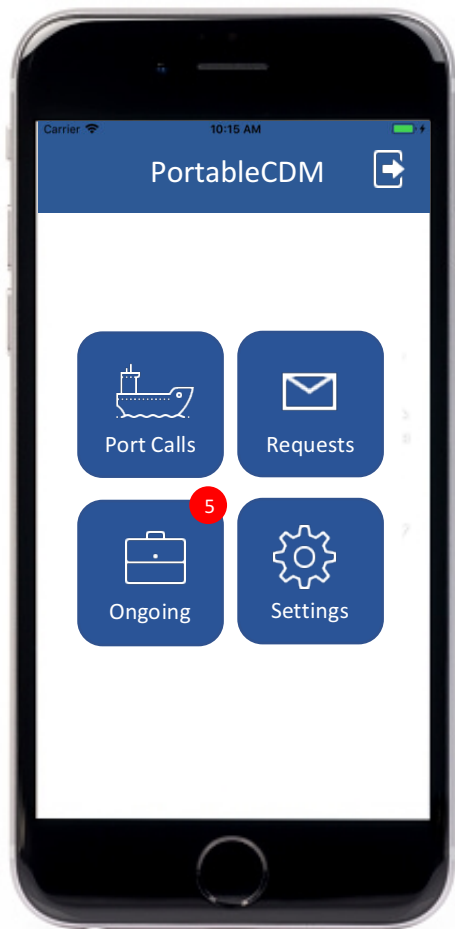 Carrier 10:15 AM
PortableCDM
Port Calls
Requests
5
Ongoing
Settings